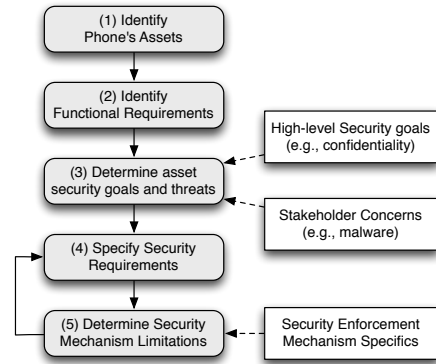 (1) Identify
Phone's Assets
(2) Identify
Functional Requirements
High-level Security goals
(e.g., confidentiality)
(3) Determine asset
security goals and threats
Stakeholder Concerns
(e.g., malware)
(4) Specify Security
Requirements
(5) Determine Security
Mechanism Limitations
Security Enforcement
Mechanism Specifics